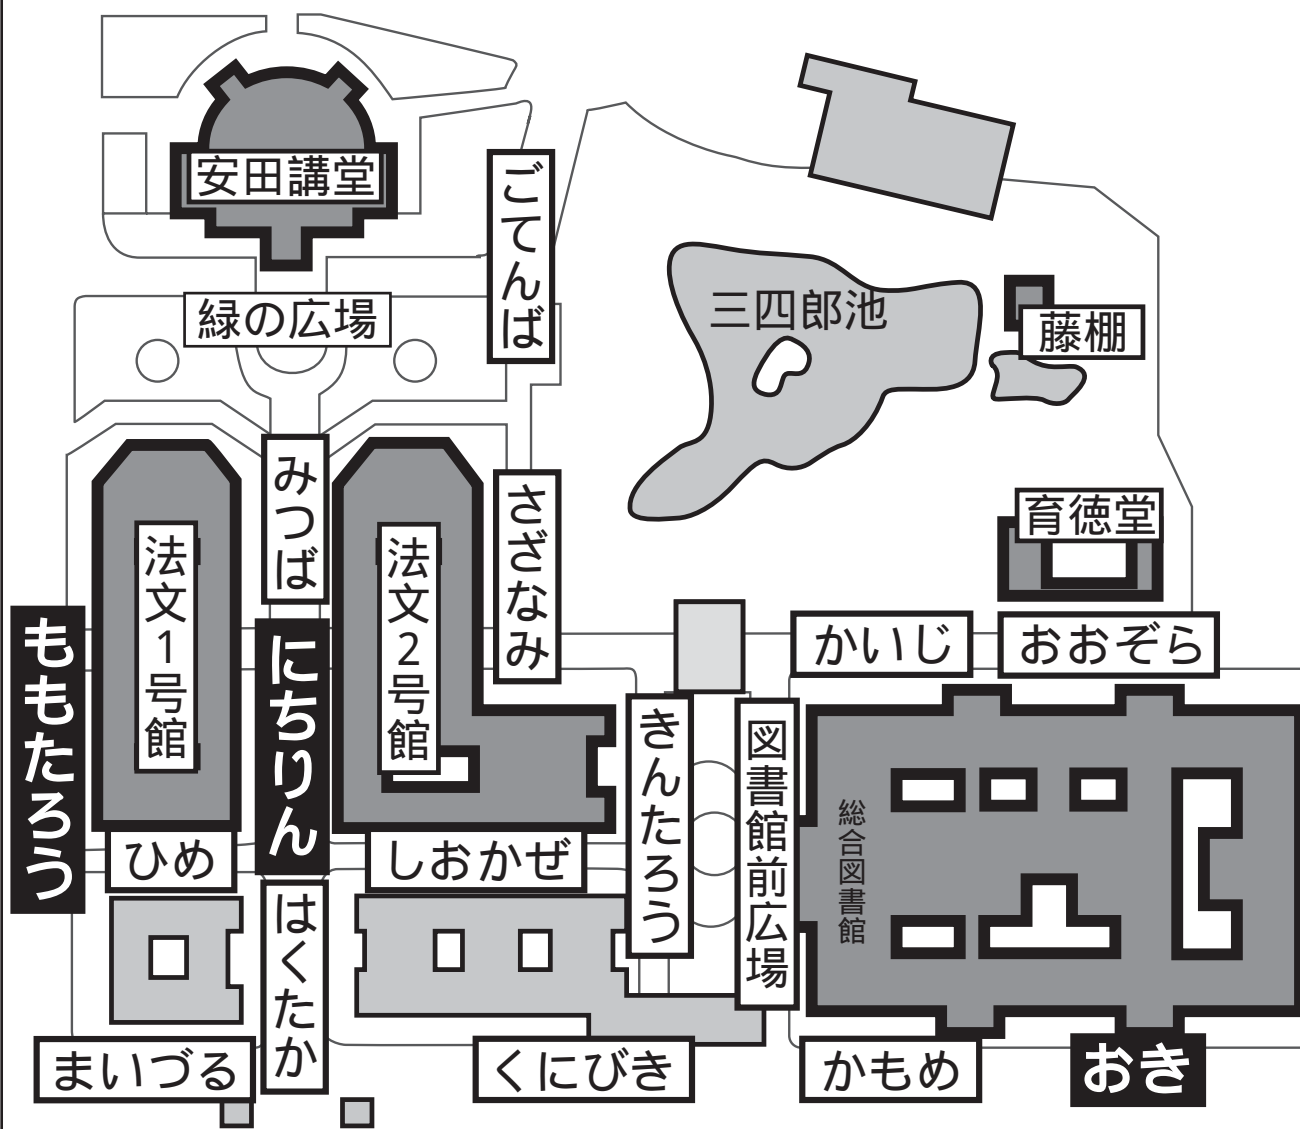 安田講堂
ごてんば
緑の広場
三四郎池
藤棚
みつば
さざなみ
育徳堂
法文1号館
法文2号館
ももたろう
にちりん
かいじ
おおぞら
きんたろう
図書館前広場
総合図書館
ひめ
しおかぜ
はくたか
まいづる
くにびき
かもめ
おき